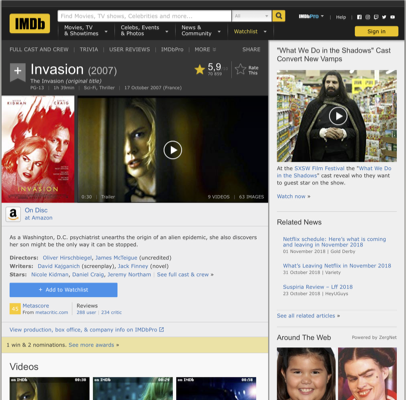 IMDb
Find Movies, TV shows, Celebrities and more...
All
IMDbPro
Help
Movies, TV
& Showtimes
Celebs, Events
& Photos
News &
Community
Watchlist
Sign in
FULL CAST AND CREW | TRIVIA | USER REVIEWS | IMDbPro | MORE
SHARE
Invasion (2007)
The Invasion (original title)
PG-13 | 1h 39min | Sci-Fi, Thriller | 17 October 2007 (France)
5,9
Rate
This
KIDMAN
CRAIG
INVASION
0:30 | Trailer
9 VIDEOS | 63 IMAGES
On Disc
at Amazon
As a Washington, D.C. psychiatrist unearths the origin of an alien epidemic, she also discovers
her son might be the only way it can be stopped.
Directors: Oliver Hirschbiegel, James McTeigue (uncredited)
Writers: David Kajganich (screenplay), Jack Finney (novel)
Stars: Nicole Kidman, Daniel Craig, Jeremy Northam | See full cast & crew »
+ Add to Watchlist
Metascore
From metacritic.com
Reviews
288 user | 234 critic
View production, box office, & company info on IMDbPro
1 win & 2 nominations. See more awards »
Videos
"What We Do in the Shadows" Cast
Convert New Vamps
At the SXSW Film Festival the "What We Do
in the Shadows" cast reveal who they want
to guest star on the show.
Watch now »
Related News
Netflix schedule: Here's what is coming
and leaving in November 2018
01 November 2018 | Gold Derby
What's Leaving Netflix in November 2018
31 October 2018 | Variety
Suspiria Review – Lff 2018
23 October 2018 | HeyUGuys
See all related articles »
Around The Web
Powered by ZergNet